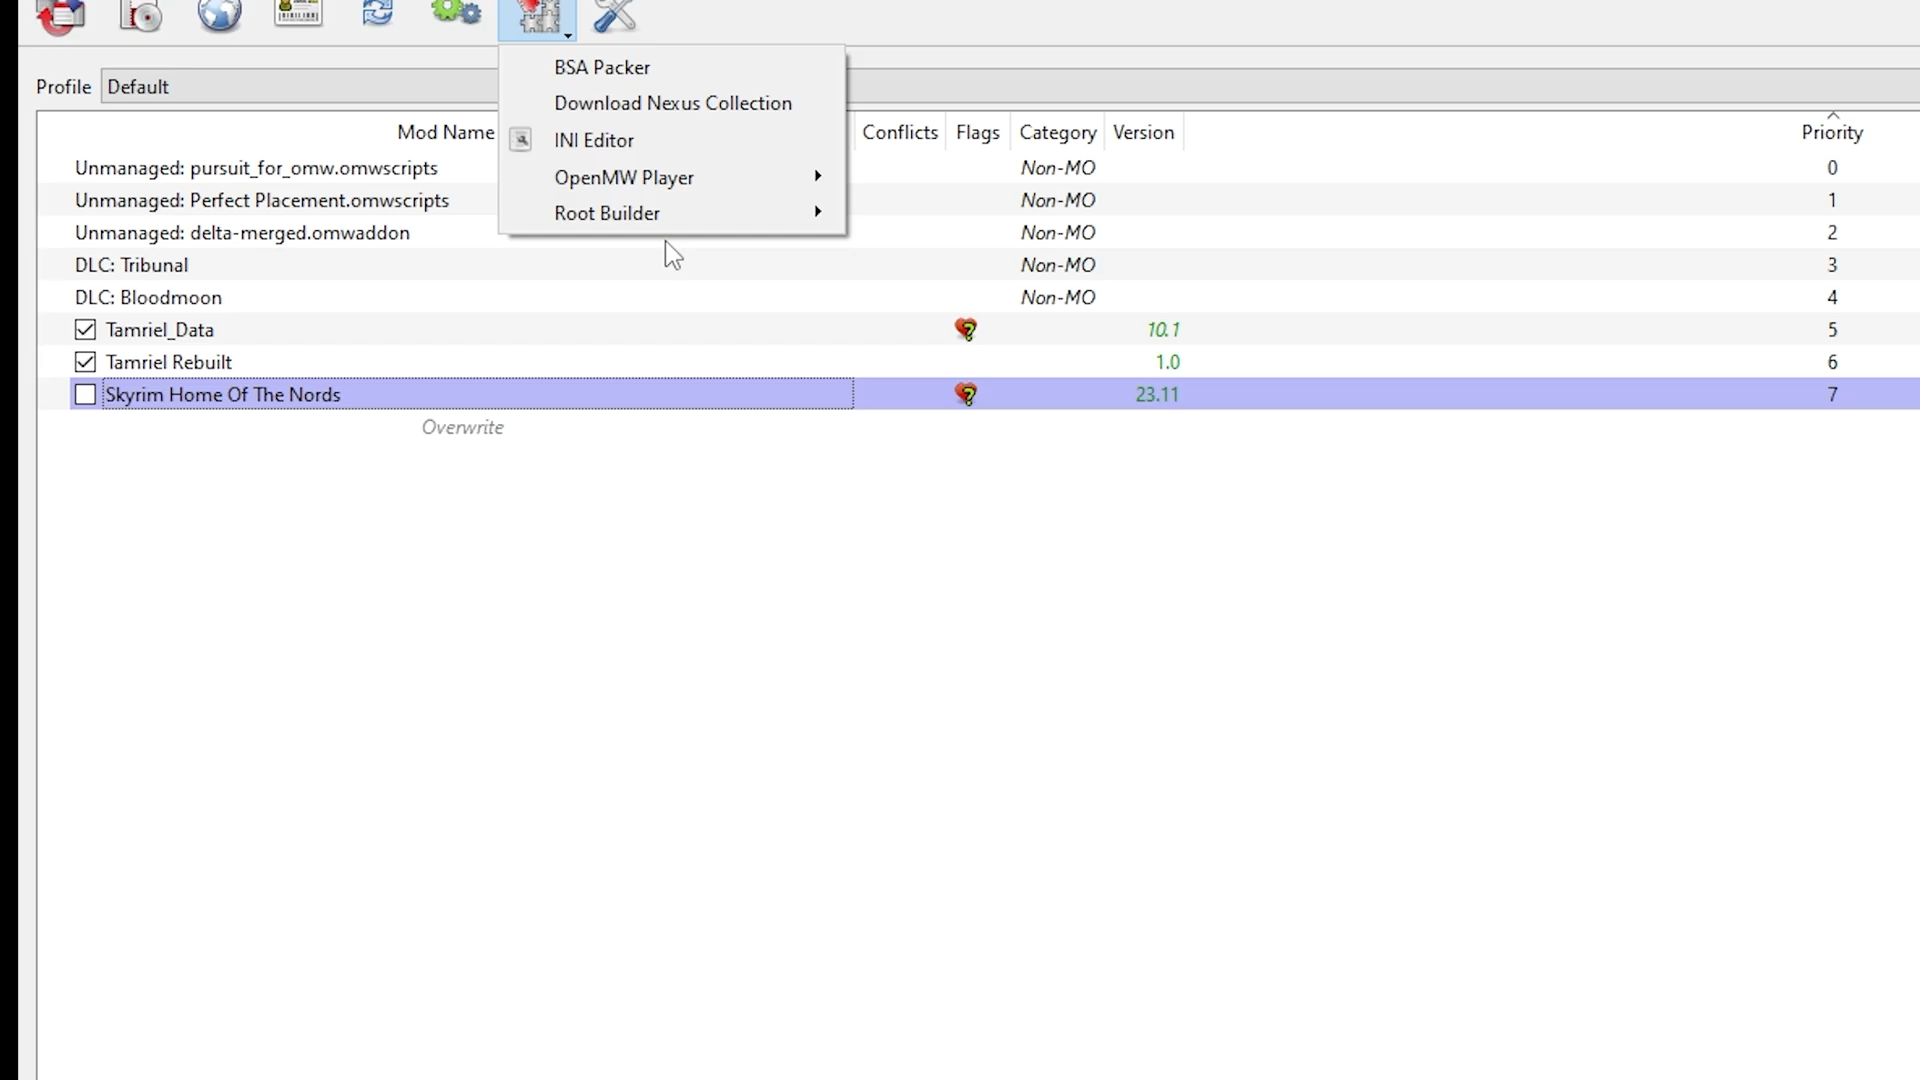 BSA Packer
Download Nexus Collection
INI Editor
OpenMW Player
Root Builder
Profile Default
Mod Name Conflicts Flags Category Version Priority
Unmanaged: pursuit_for_omw.omwscripts Non-MO 0
Unmanaged: Perfect Placement.omwscripts Non-MO 1
Unmanaged: delta-merged.omwaddon Non-MO 2
DLC: Tribunal Non-MO 3
DLC: Bloodmoon Non-MO 4
Tamriel_Data 10.1 5
Tamriel Rebuilt 1.0 6
Skyrim Home Of The Nords 23.11 7
Overwrite